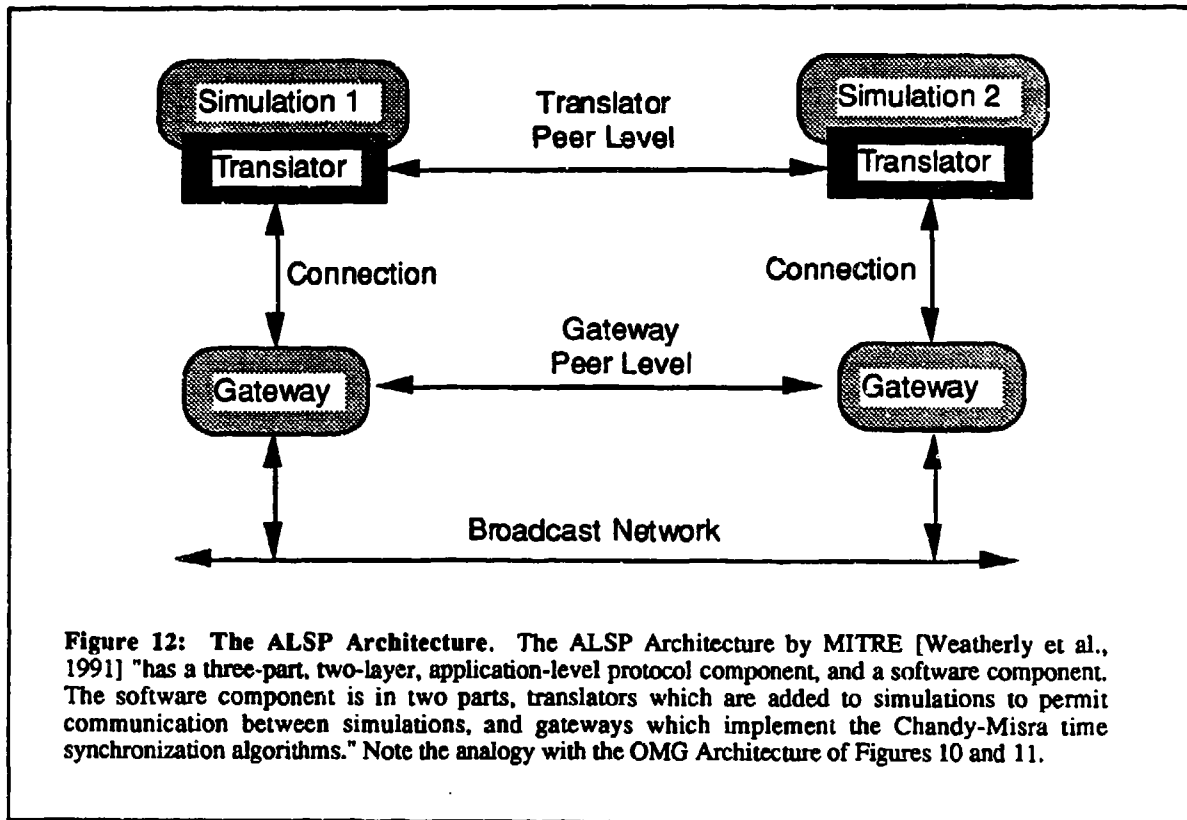 Simulation 1
Translator
Peer Level
Simulation 2
Translator
Translator
Connection
Connection
Gateway
Peer Level
Gateway
Gateway
Broadcast Network
Figure 12: The ALSP Architecture. The ALSP Architecture by MITRE [Weatherly et al.,
1991] "has a three-part, two-layer, application-level protocol component, and a software component.
The software component is in two parts, translators which are added to simulations to permit
communication between simulations, and gateways which implement the Chandy-Misra time
synchronization algorithms." Note the analogy with the OMG Architecture of Figures 10 and 11.